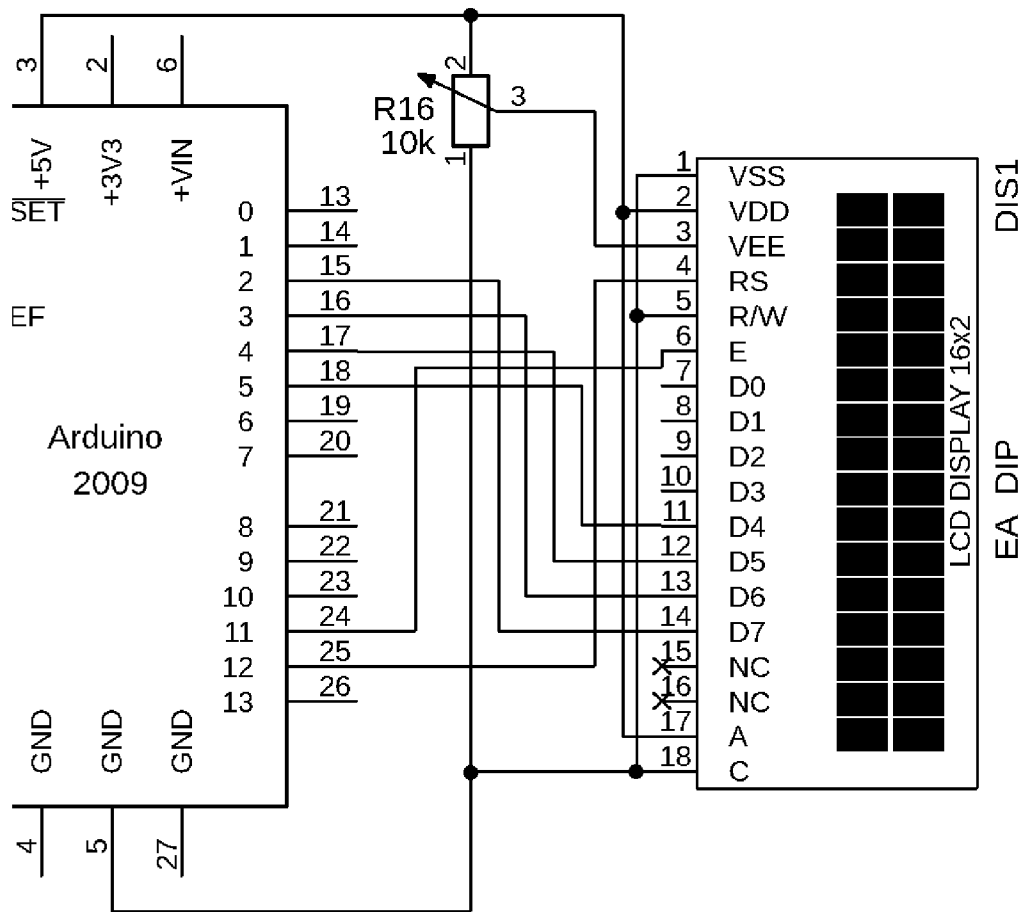 3
2
6
+5V
+3V3
+VIN
SET
EF
Arduino
2009
0 13
1 14
2 15
3 16
4 17
5 18
6 19
7 20
8 21
9 22
10 23
11 24
12 25
13 26
GND
GND
GND
4
5
27
2
R16
10k
3
1
1 VSS
2 VDD
3 VEE
4 RS
5 R/W
6 E
7 D0
8 D1
9 D2
10 D3
11 D4
12 D5
13 D6
14 D7
15 NC
16 NC
17 A
18 C
LCD DISPLAY 16x2
DIS1
EA DIP